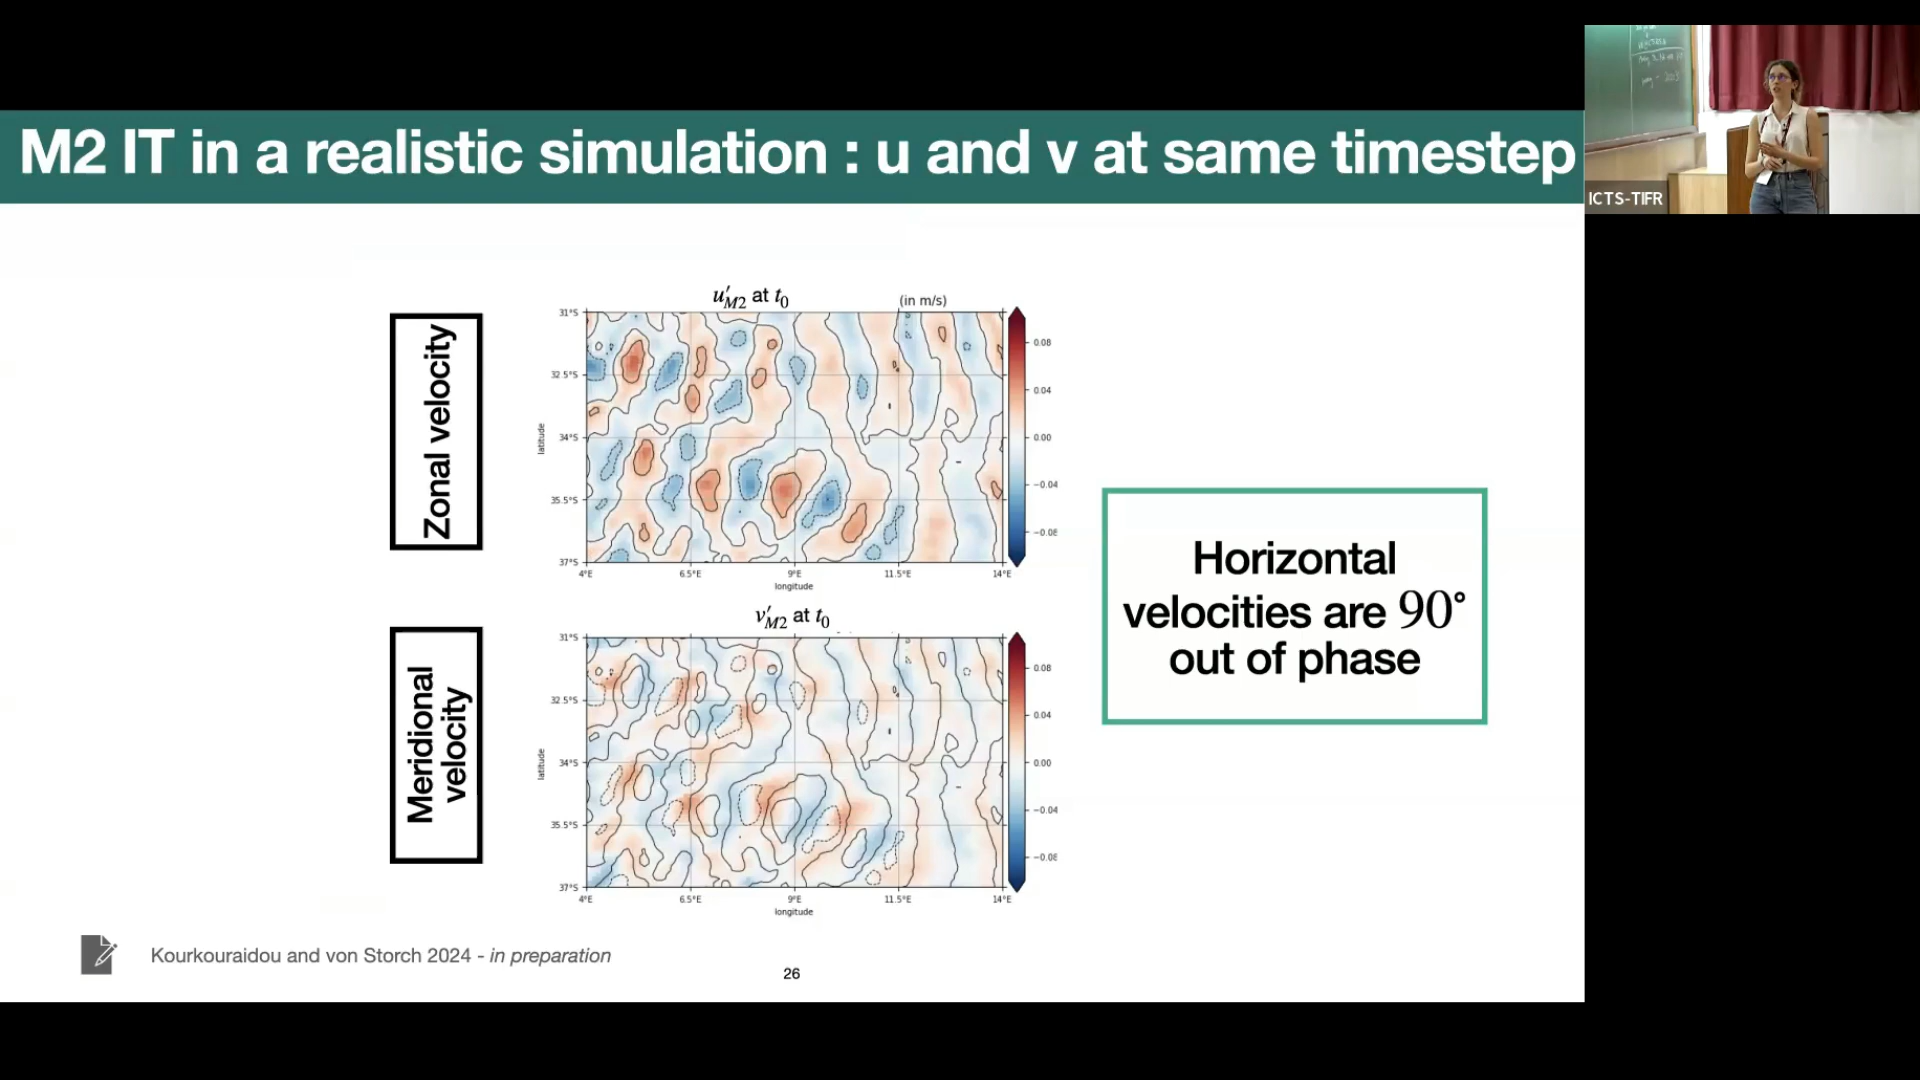 M2 IT in a realistic simulation : u and v at same timestep
ICTS-TIFR
Zonal velocity
u′M2 at t0
(in m/s)
31°S
32.5°S
34°S
35.5°S
37°S
latitude
4°E 6.5°E 9°E 11.5°E 14°E
longitude
0.08
0.04
0.00
−0.04
−0.08
Meridional
velocity
v′M2 at t0
31°S
32.5°S
34°S
35.5°S
37°S
latitude
4°E 6.5°E 9°E 11.5°E 14°E
longitude
0.08
0.04
0.00
−0.04
−0.08
Horizontal
velocities are 90°
out of phase
Kourkouraidou and von Storch 2024 - in preparation
26